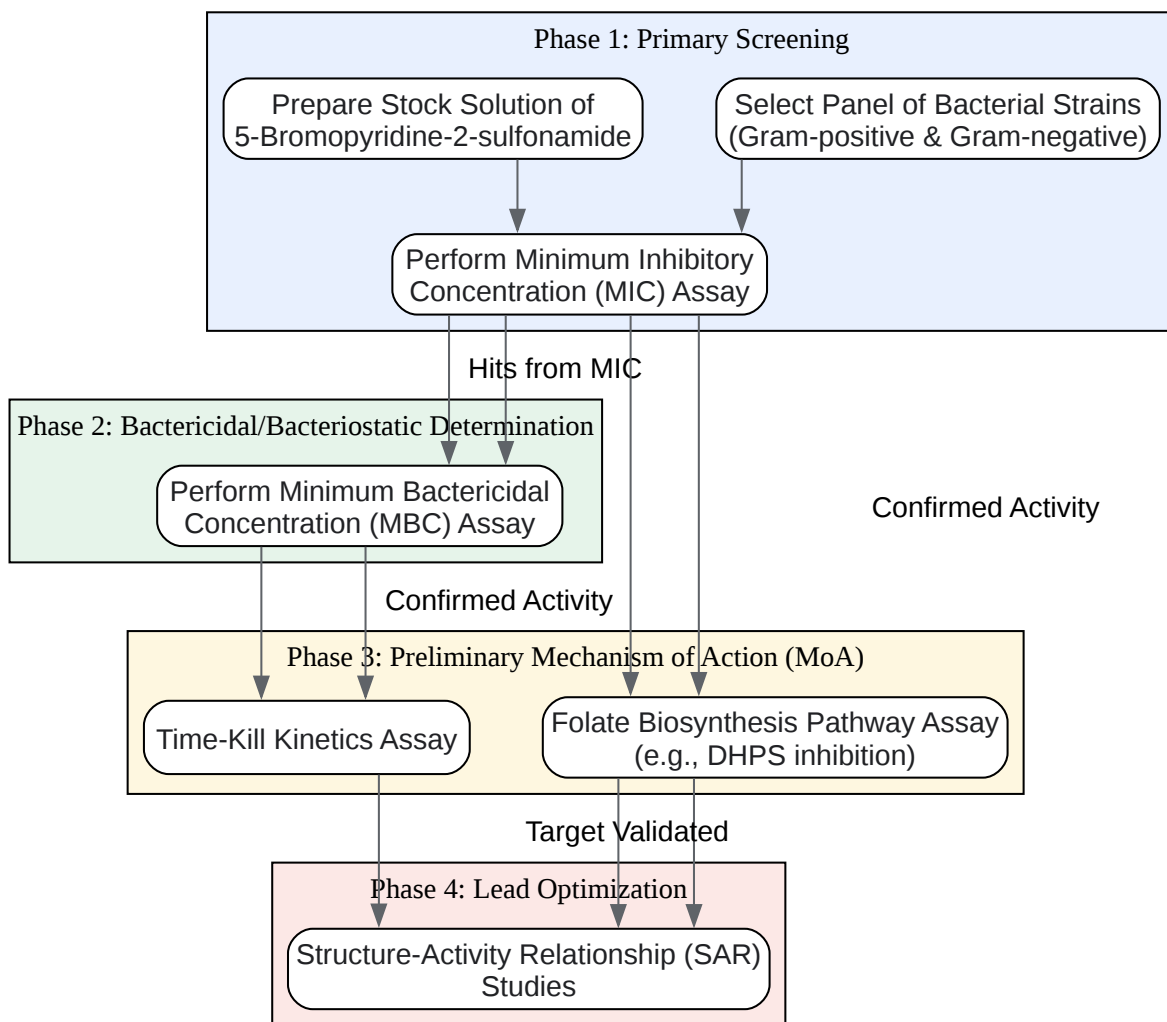 Phase 1: Primary Screening
Prepare Stock Solution of
5-Bromopyridine-2-sulfonamide
Select Panel of Bacterial Strains
(Gram-positive & Gram-negative)
Perform Minimum Inhibitory
Concentration (MIC) Assay
Hits from MIC
Phase 2: Bactericidal/Bacteriostatic Determination
Perform Minimum Bactericidal
Concentration (MBC) Assay
Confirmed Activity
Confirmed Activity
Phase 3: Preliminary Mechanism of Action (MoA)
Time-Kill Kinetics Assay
Folate Biosynthesis Pathway Assay
(e.g., DHPS inhibition)
Target Validated
Phase 4: Lead Optimization
Structure-Activity Relationship (SAR)
Studies